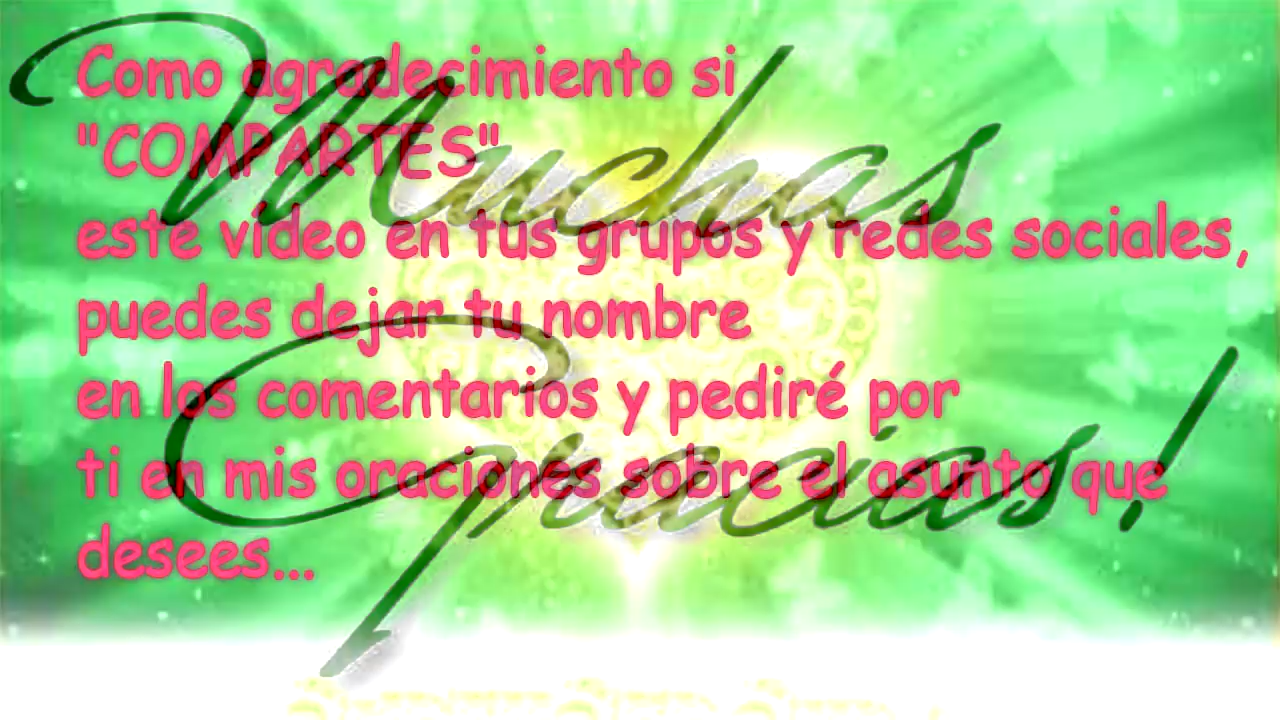 Como agradecimiento si
"COMPARTES"
este vídeo en tus grupos y redes sociales,
puedes dejar tu nombre
en los comentarios y pediré por
ti en mis oraciones sobre el asunto que
desees...
Muchas
Gracias!